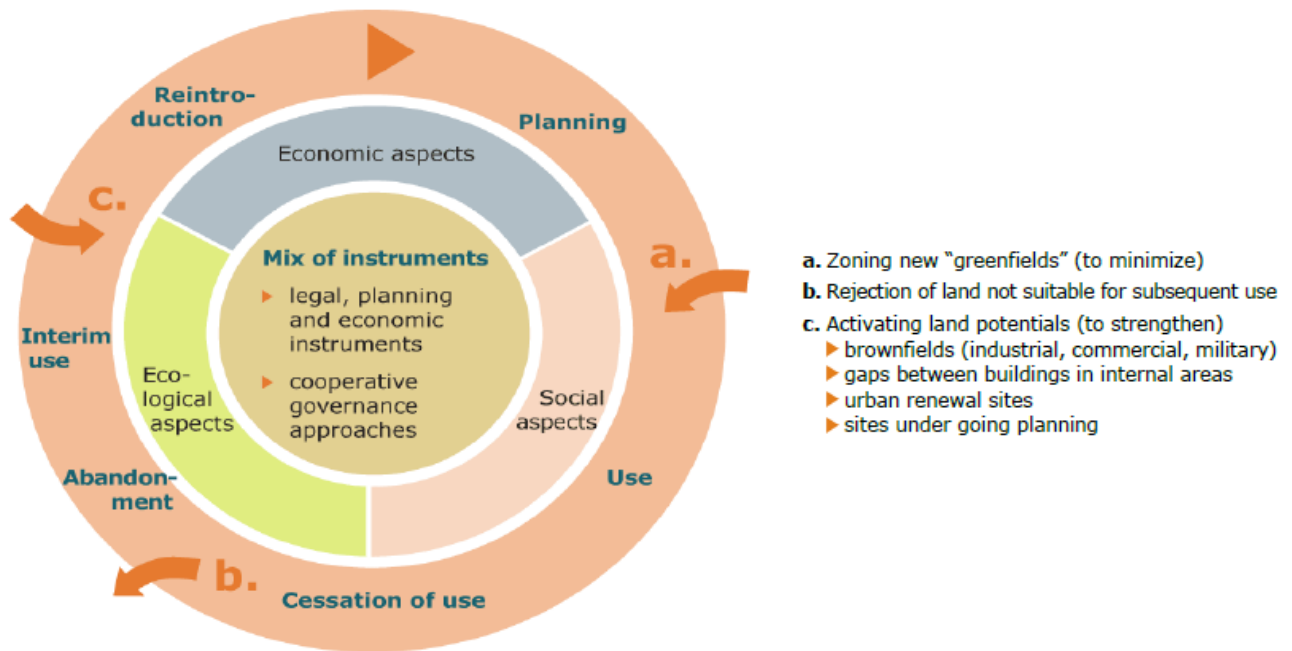 Reintro-
duction
Planning
Economic aspects
c.
a.
Mix of instruments
legal, planning
and economic
instruments
cooperative
governance
approaches
Interim
use
Eco-
logical
aspects
Social
aspects
Abandon-
ment
Use
b.
Cessation of use
a. Zoning new “greenfields” (to minimize)
b. Rejection of land not suitable for subsequent use
c. Activating land potentials (to strengthen)
brownfields (industrial, commercial, military)
gaps between buildings in internal areas
urban renewal sites
sites under going planning